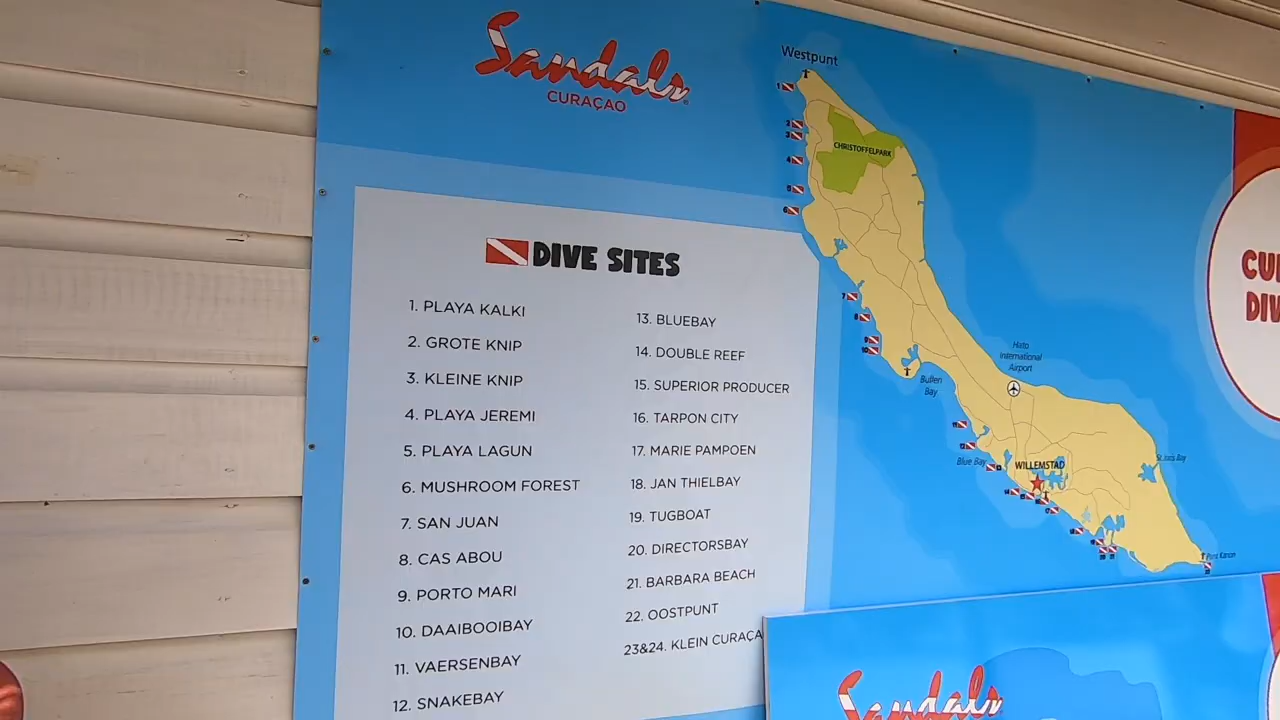 Sandals
CURAÇAO
DIVE SITES
1. PLAYA KALKI
2. GROTE KNIP
3. KLEINE KNIP
4. PLAYA JEREMI
5. PLAYA LAGUN
6. MUSHROOM FOREST
7. SAN JUAN
8. CAS ABOU
9. PORTO MARI
10. DAAIBOOIBAY
11. VAERSENBAY
12. SNAKEBAY
13. BLUEBAY
14. DOUBLE REEF
15. SUPERIOR PRODUCER
16. TARPON CITY
17. MARIE PAMPOEN
18. JAN THIELBAY
19. TUGBOAT
20. DIRECTORSBAY
21. BARBARA BEACH
22. OOSTPUNT
23&24. KLEIN CURAÇA
Westpunt
CHRISTOFFELPARK
Hato
International
Airport
Bullen
Bay
Blue Bay
WILLEMSTAD
Sandals